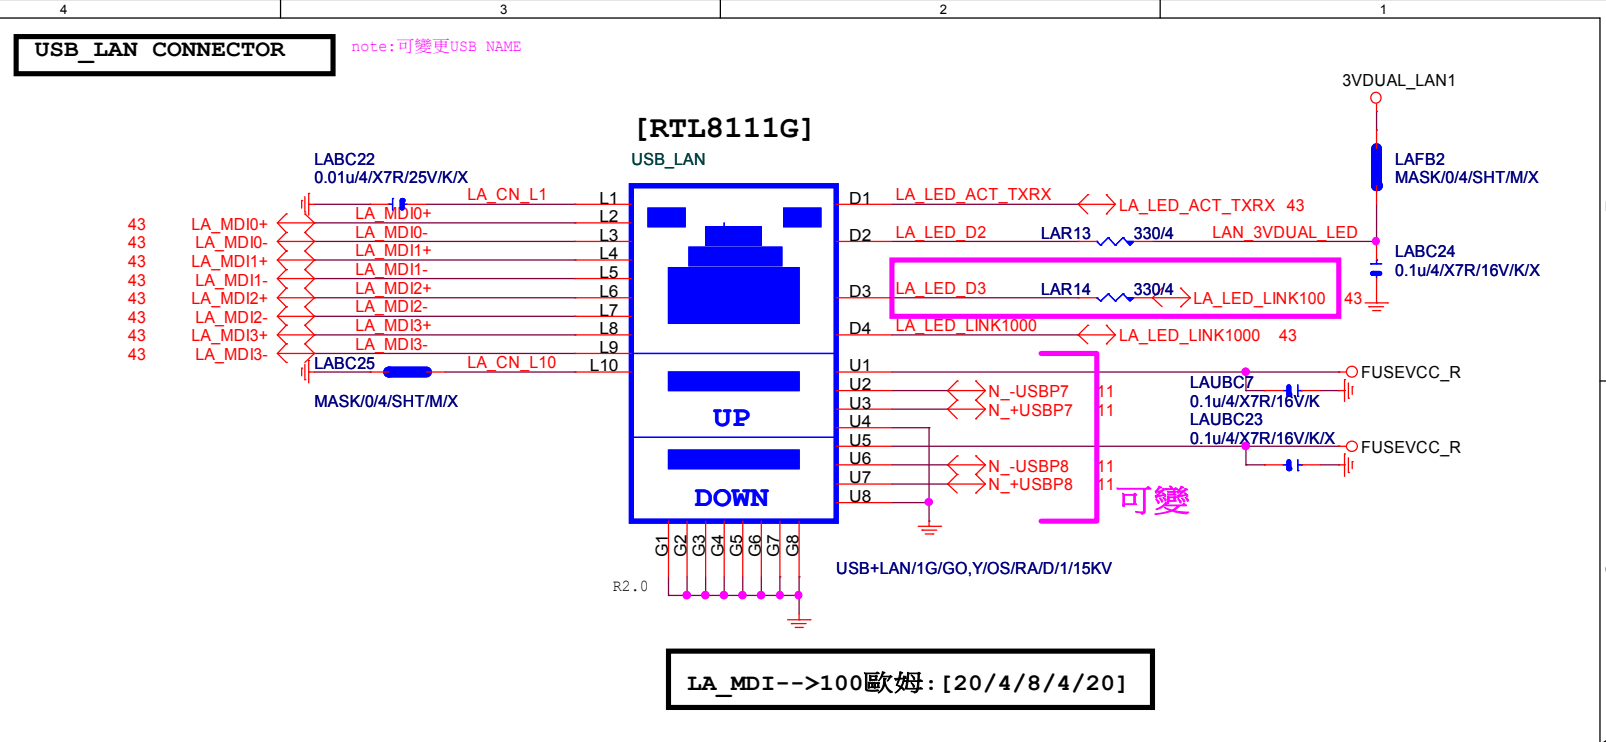 4 3 2 1
USB_LAN CONNECTOR
note:可變更USB NAME
3VDUAL_LAN1
[RTL8111G]
USB_LAN
LABC22
0.01u/4/X7R/25V/K/X
LAFB2
MASK/0/4/SHT/M/X
LA_CN_L1 L1
D1 LA_LED_ACT_TXRX LA_LED_ACT_TXRX 43
43 LA_MDI0+ LA_MDI0+ L2
43 LA_MDI0- LA_MDI0- L3
D2 LA_LED_D2 LAR13 330/4 LAN_3VDUAL_LED
43 LA_MDI1+ LA_MDI1+ L4
LABC24
0.1u/4/X7R/16V/K/X
43 LA_MDI1- LA_MDI1- L5
43 LA_MDI2+ LA_MDI2+ L6
D3 LA_LED_D3 LAR14 330/4 LA_LED_LINK100 43
43 LA_MDI2- LA_MDI2- L7
43 LA_MDI3+ LA_MDI3+ L8
D4 LA_LED_LINK1000 LA_LED_LINK1000 43
43 LA_MDI3- LA_MDI3- L9
LABC25 LA_CN_L10 L10
MASK/0/4/SHT/M/X
U1 FUSEVCC_R
U2 N_-USBP7 11
LAUBC7
0.1u/4/X7R/16V/K
U3 N_+USBP7 11
UP
U4
LAUBC23
0.1u/4/X7R/16V/K/X
U5 FUSEVCC_R
U6 N_-USBP8 11
U7 N_+USBP8 11
DOWN
U8
可變
G1 G2 G3 G4 G5 G6 G7 G8
USB+LAN/1G/GO,Y/OS/RA/D/1/15KV
R2.0
LA_MDI-->100歐姆:[20/4/8/4/20]